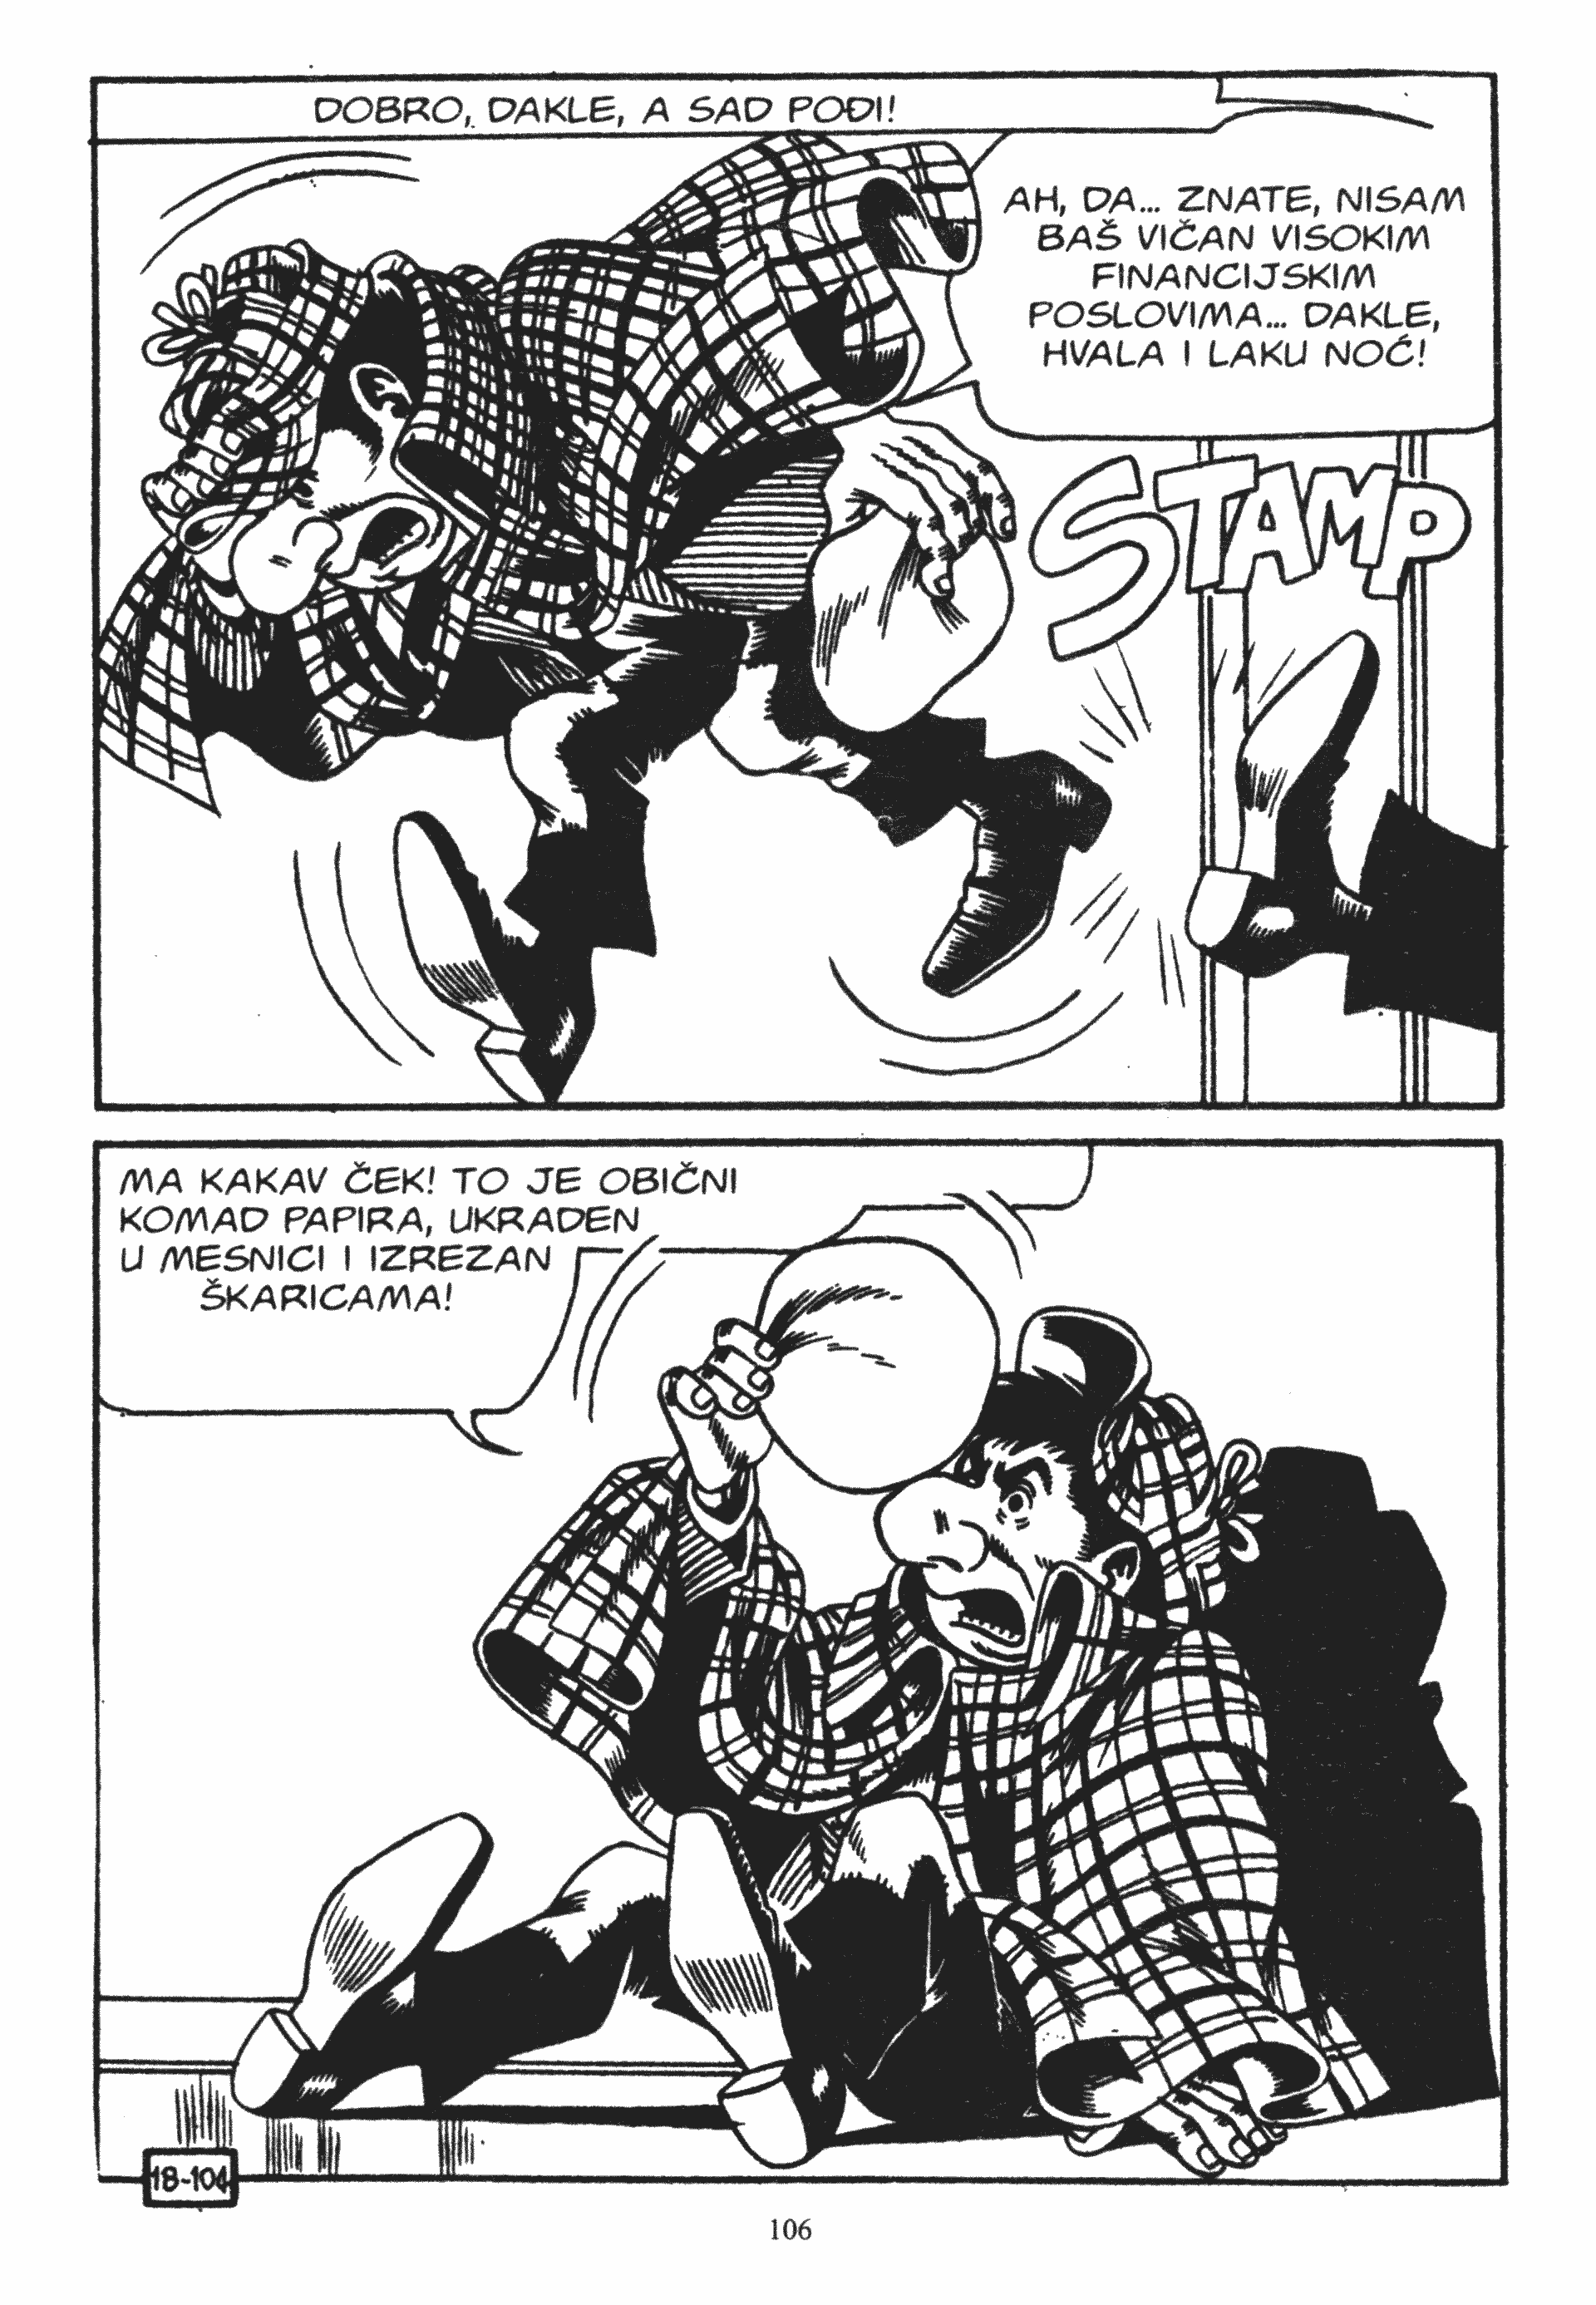 DOBRO, DAKLE, A SAD POĐI!
AH, DA... ZNATE, NISAM
BAŠ VIČAN VISOKIM
FINANCIJSKIM
POSLOVIMA... DAKLE,
HVALA I LAKU NOĆ!
STAMP
MA KAKAV ČEK! TO JE OBIČNI
KOMAD PAPIRA, UKRADEN
U MESNICI I IZREZAN
ŠKARICAMA!
18-104
106